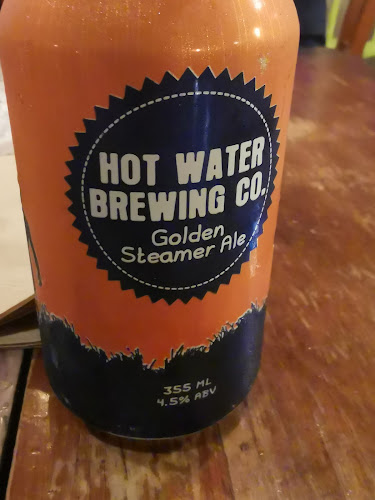 HOT WATER
BREWING CO.
Golden
Steamer Ale
355 ML
4.5% ABV